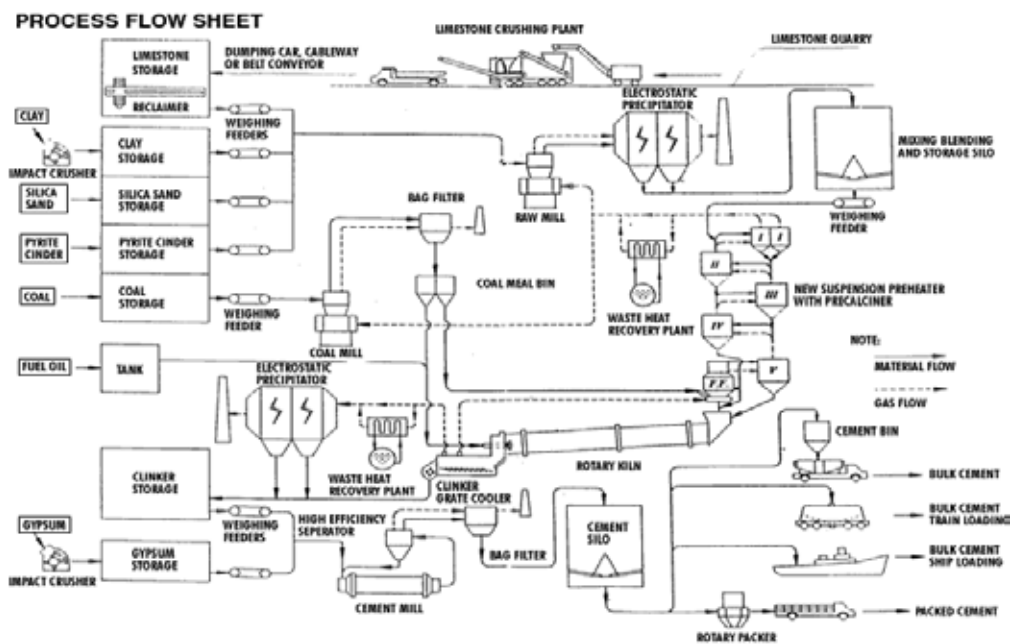 PROCESS FLOW SHEET
LIMESTONE CRUSHING PLANT
LIMESTONE QUARRY
LIMESTONE
STORAGE
DUMPING CAR, CABLEWAY
OR BELT CONVEYOR
RECLAIMER
WEIGHING
FEEDERS
ELECTROSTATIC
PRECIPITATOR
CLAY
IMPACT CRUSHER
CLAY
STORAGE
MIXING BLENDING
AND STORAGE SILO
SILICA
SAND
SILICA SAND
STORAGE
BAG FILTER
RAW MILL
WEIGHING
FEEDER
PYRITE
CINDER
PYRITE CINDER
STORAGE
I
I
II
III
IV
V
F.F.
COAL
COAL
STORAGE
WEIGHING
FEEDER
COAL MEAL BIN
WASTE HEAT
RECOVERY PLANT
NEW SUSPENSION PREHEATER
WITH PRECALCINER
COAL MILL
NOTE:
MATERIAL FLOW
GAS FLOW
FUEL OIL
TANK
ELECTROSTATIC
PRECIPITATOR
WASTE HEAT
RECOVERY PLANT
ROTARY KILN
CEMENT BIN
CLINKER
STORAGE
CLINKER
GRATE COOLER
BULK CEMENT
WEIGHING
FEEDERS
HIGH EFFICIENCY
SEPERATOR
BAG FILTER
CEMENT
SILO
BULK CEMENT
TRAIN LOADING
GYPSUM
IMPACT CRUSHER
GYPSUM
STORAGE
CEMENT MILL
BULK CEMENT
SHIP LOADING
ROTARY PACKER
PACKED CEMENT